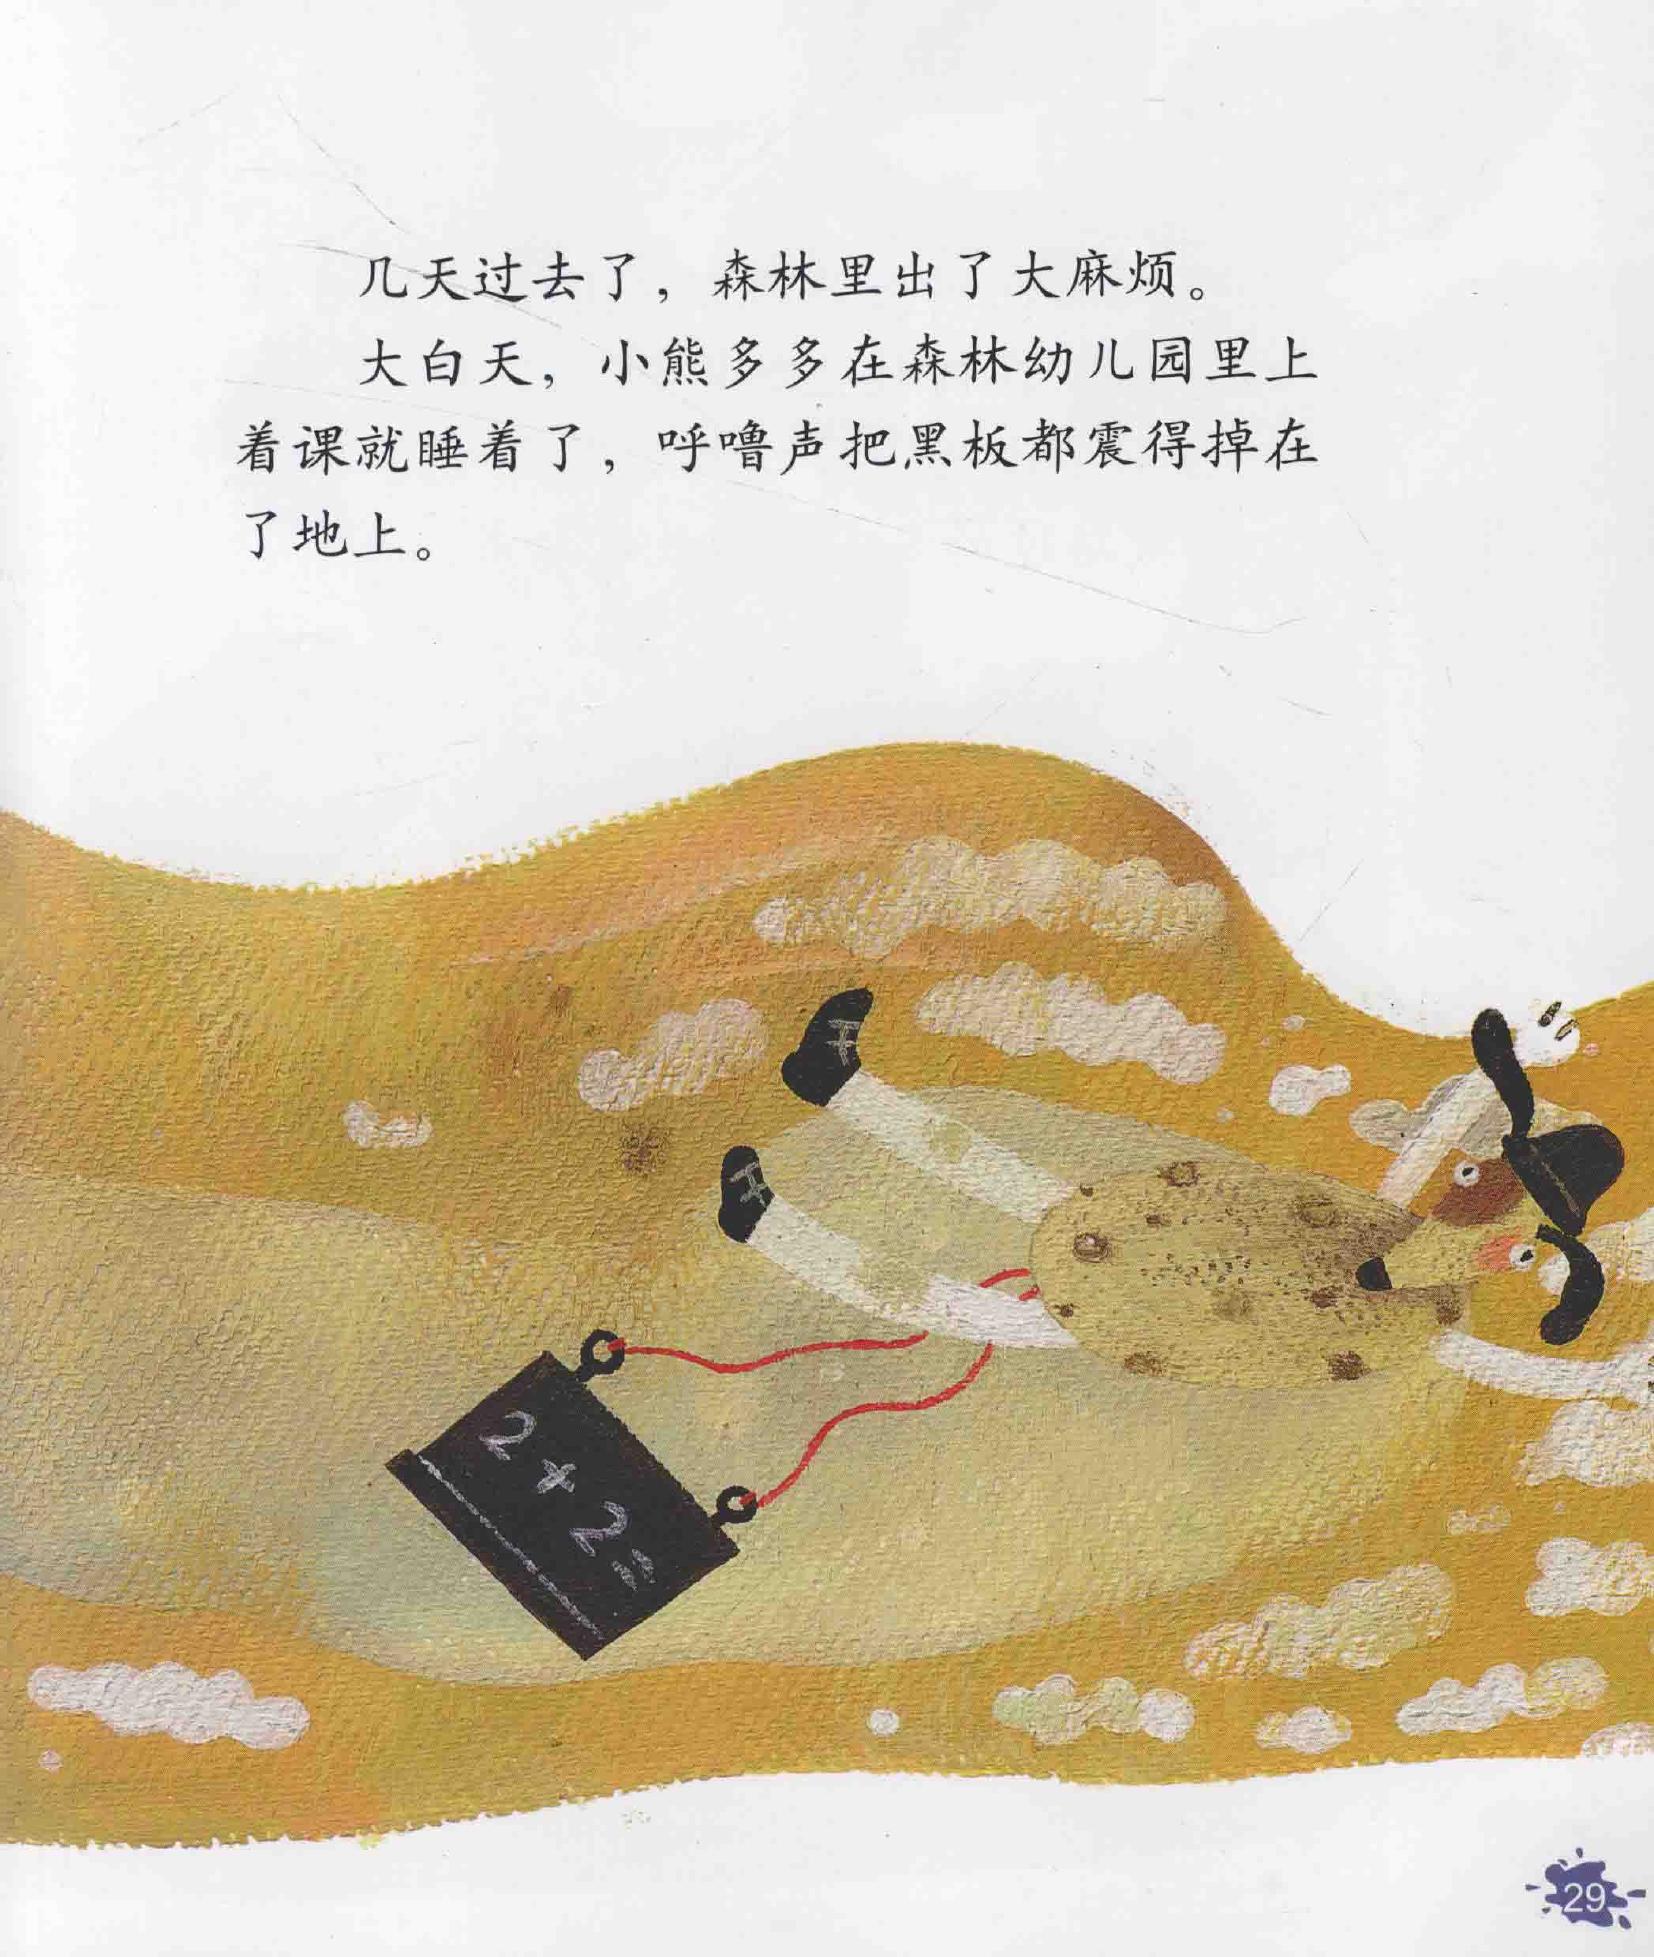 几天过去了，森林里出了大麻烦。
大白天，小熊多多在森林幼儿园里上
着课就睡着了，呼噜声把黑板都震得掉在
了地上。
2+2=
29